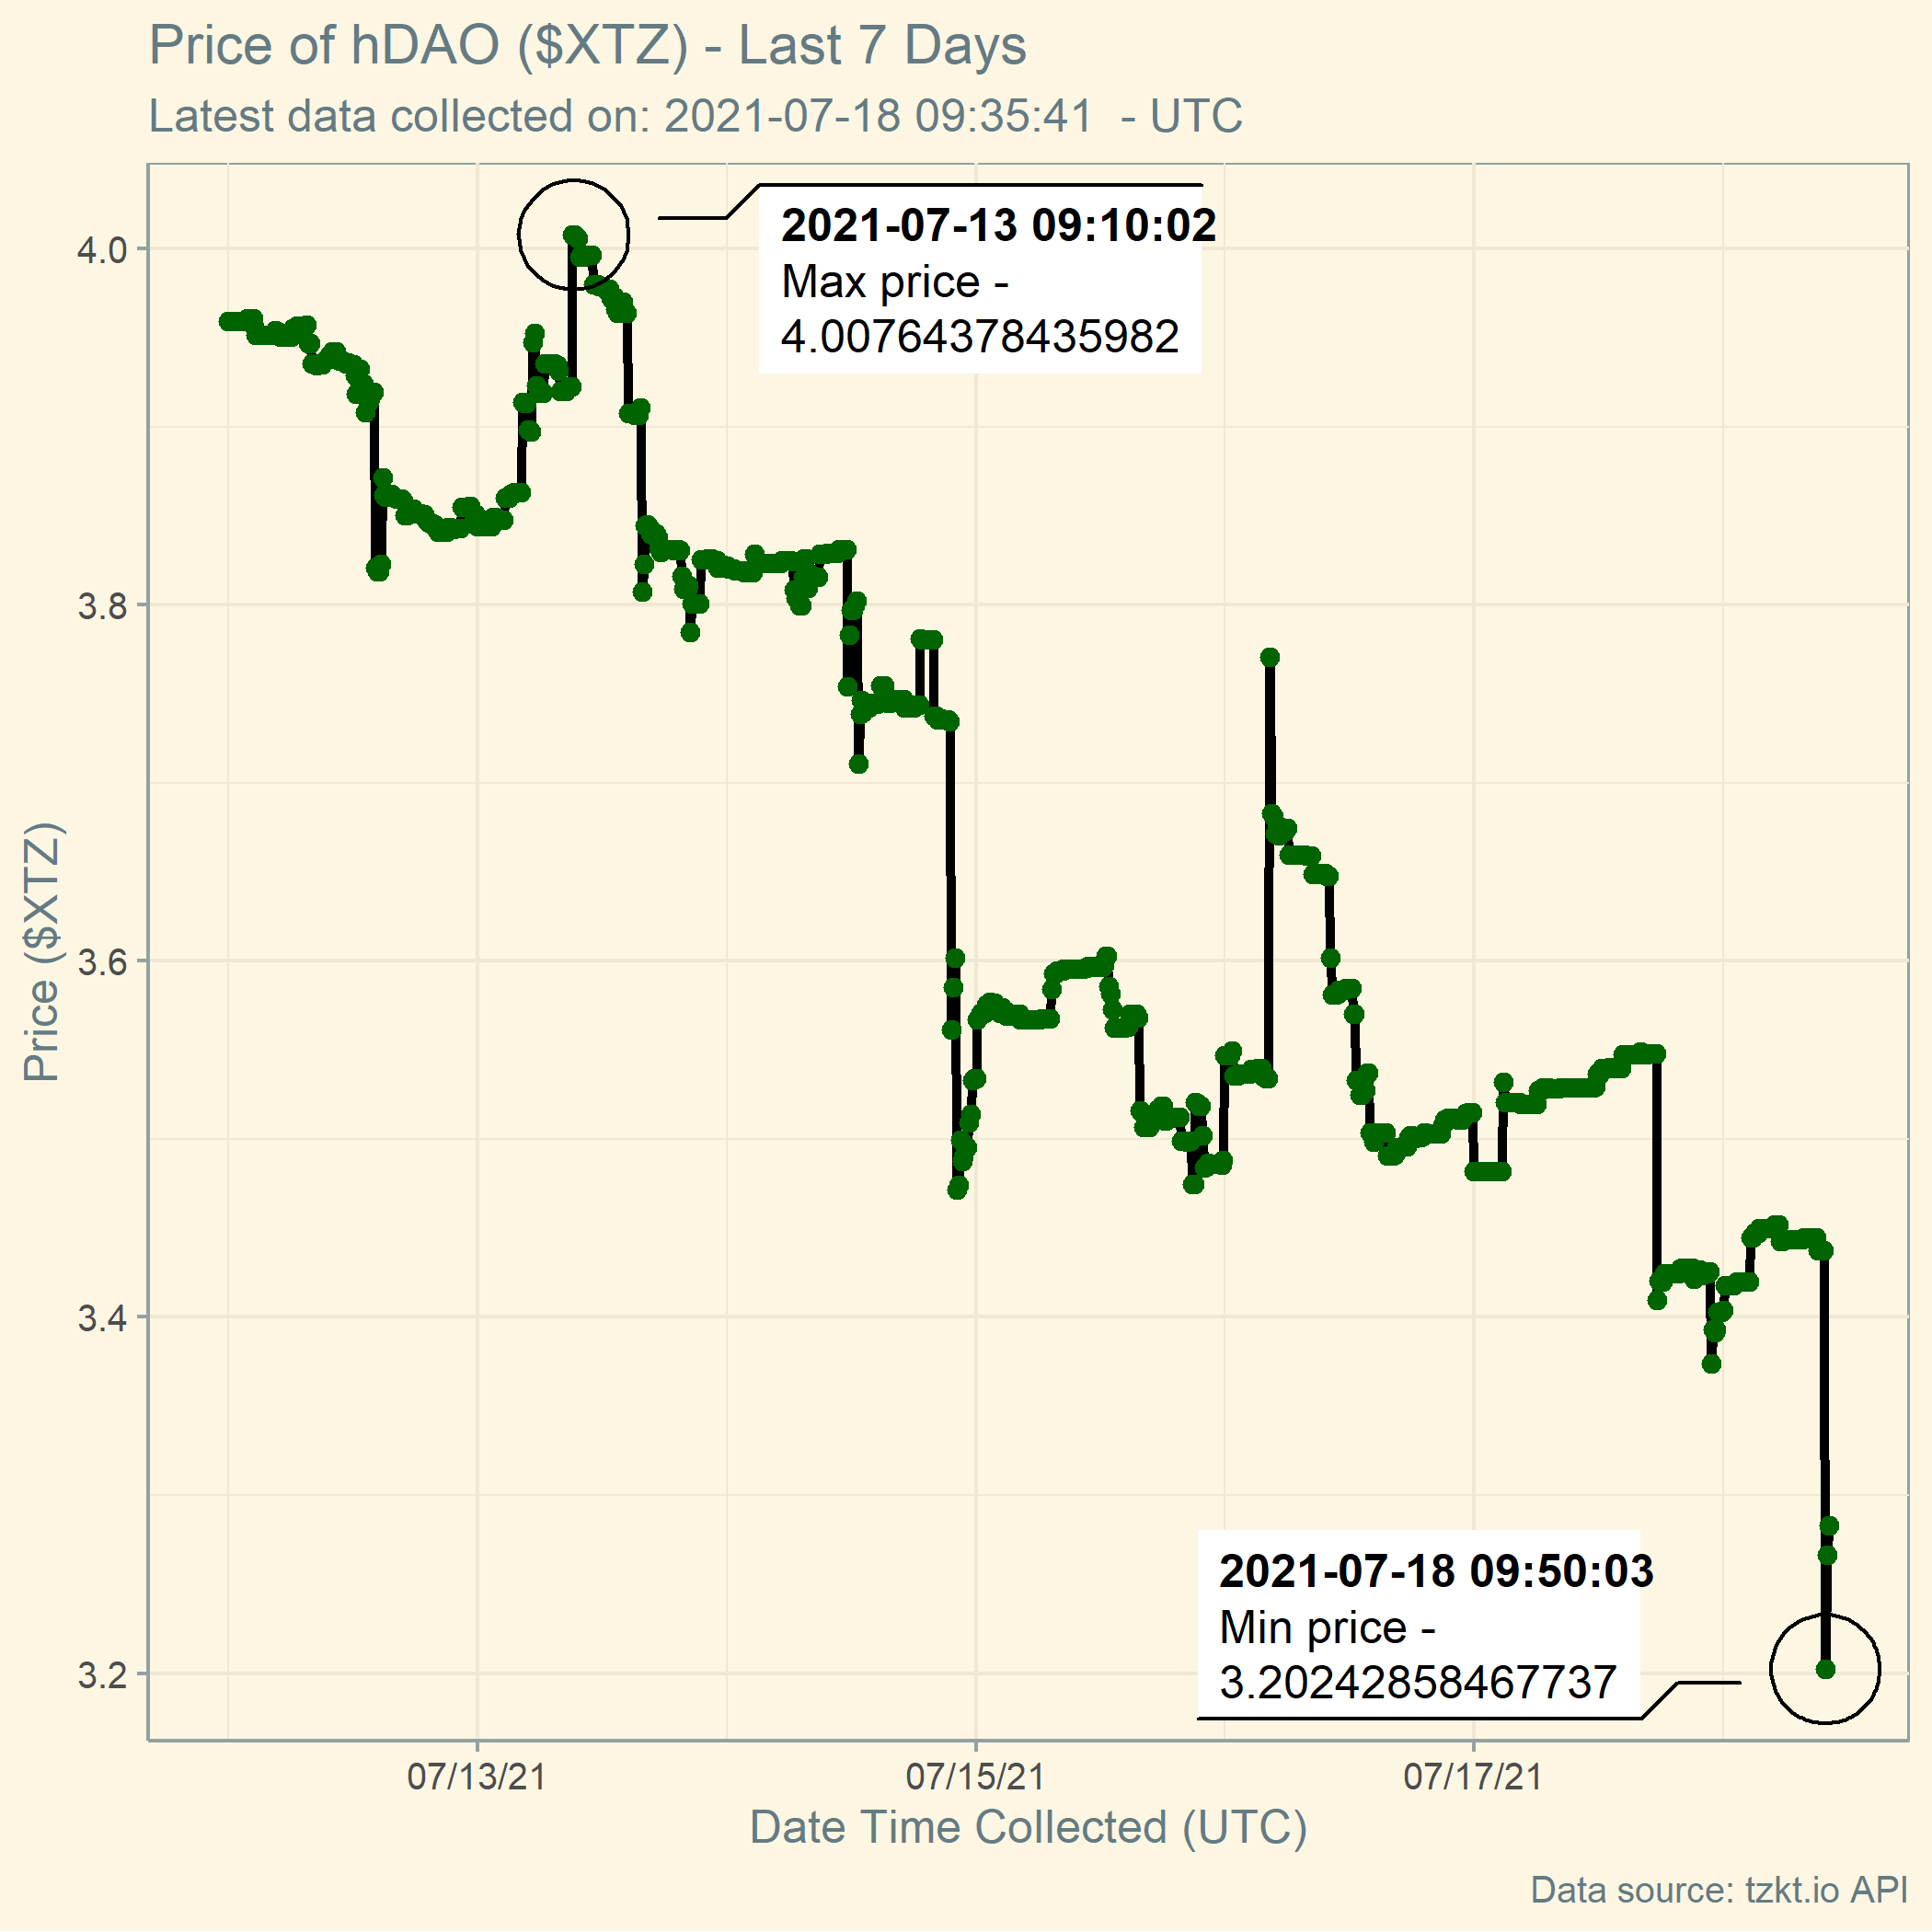 Price of hDAO ($XTZ) - Last 7 Days
Latest data collected on: 2021-07-18 09:35:41  - UTC
2021-07-13 09:10:02
Max price -
4.00764378435982
4.0
3.8
3.6
3.4
3.2
Price ($XTZ)
2021-07-18 09:50:03
Min price -
3.20242858467737
07/13/21
07/15/21
07/17/21
Date Time Collected (UTC)
Data source: tzkt.io API